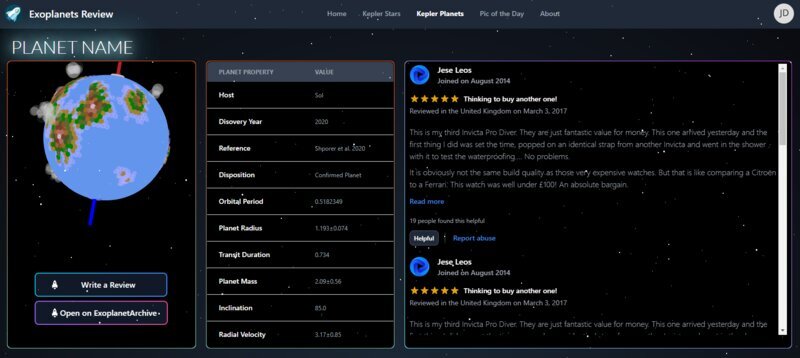 Exoplanets Review
Home Kepler Stars Kepler Planets Pic of the Day About
JD
PLANET NAME
Write a Review
Open on ExoplanetArchive
PLANET PROPERTY VALUE
Host Sol
Disovery Year 2020
Reference Shporer et al. 2020
Disposition Confirmed Planet
Orbital Period 0.5182349
Planet Radius 1.193±0.074
Transit Duration 0.734
Planet Mass 2.09±0.56
Inclination 85.0
Radial Velocity 3.17±0.85
Jese Leos
Joined on August 2014
Thinking to buy another one!
Reviewed in the United Kingdom on March 3, 2017
This is my third Invicta Pro Diver. They are just fantastic value for money. This one arrived yesterday and the
first thing I did was set the time, popped on an identical strap from another Invicta and went in the shower
with it to test the waterproofing.... No problems.
It is obviously not the same build quality as those very expensive watches. But that is like comparing a Citroën
to a Ferrari. This watch was well under £100! An absolute bargain.
Read more
19 people found this helpful
Helpful Report abuse
Jese Leos
Joined on August 2014
Thinking to buy another one!
Reviewed in the United Kingdom on March 3, 2017
This is my third Invicta Pro Diver. They are just fantastic value for money. This one arrived yesterday and the